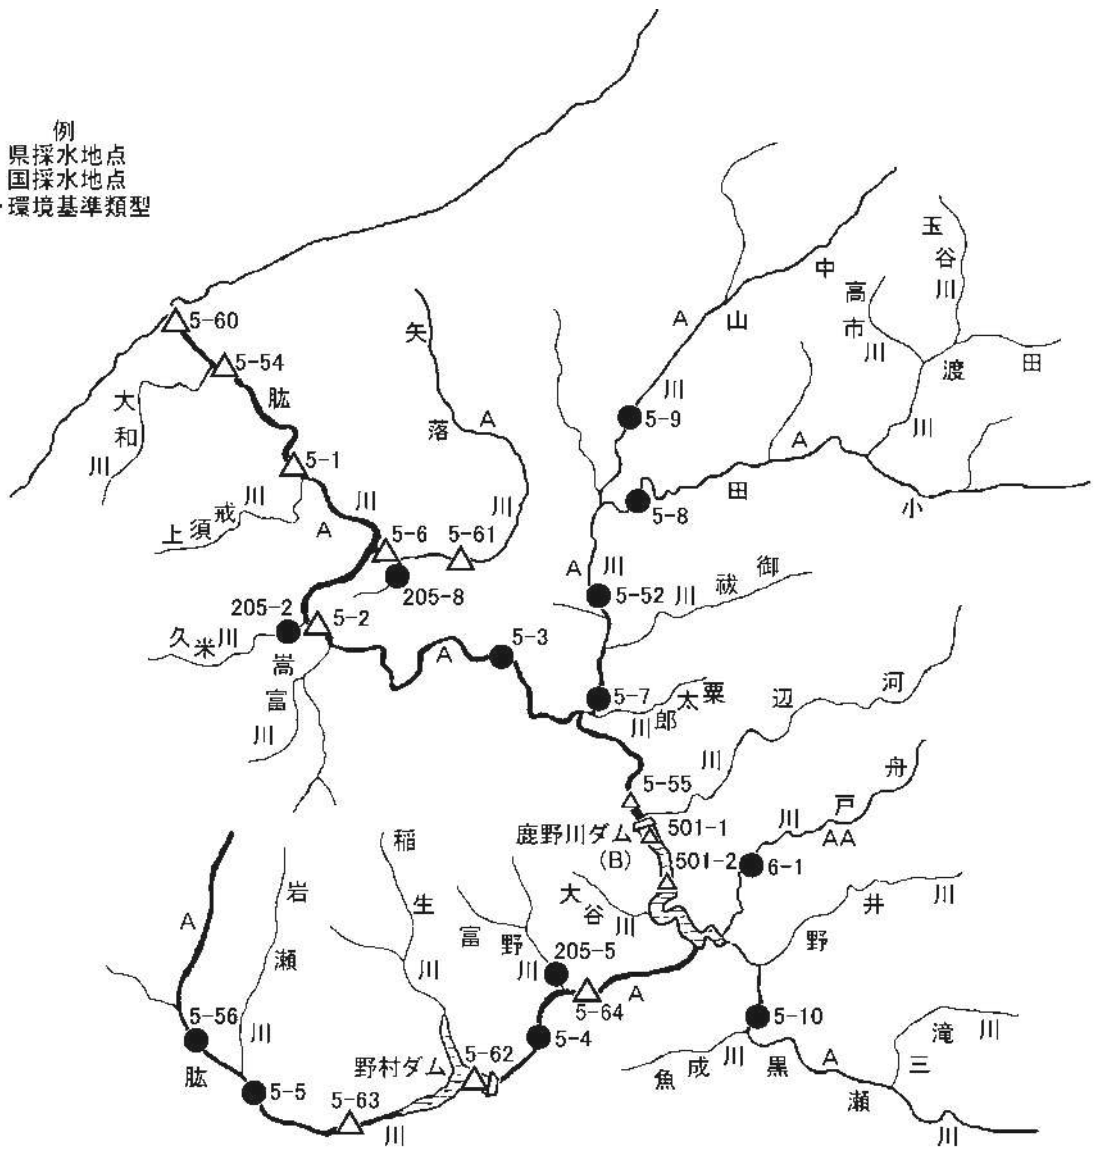 例
県採水地点
国採水地点
環境基準類型
5-60
5-54
肱
川
A
大和川
5-1
上須戒川
矢落川
A
5-6
5-61
205-8
205-2
5-2
久米川
嵩富川
A
5-3
中山川
A
5-9
玉谷川
高市川
田渡川
小田川
A
5-8
A
5-52
御祓川
5-7
粟太郎川
河辺川
5-55
鹿野川ダム
(B)
501-1
501-2
舟戸川
AA
6-1
大谷川
野井川
富野川
205-5
5-64
A
5-4
5-10
魚成川
黒瀬川
A
三滝川
稲生川
岩瀬川
A
5-56
肱
川
5-5
5-63
野村ダム
5-62